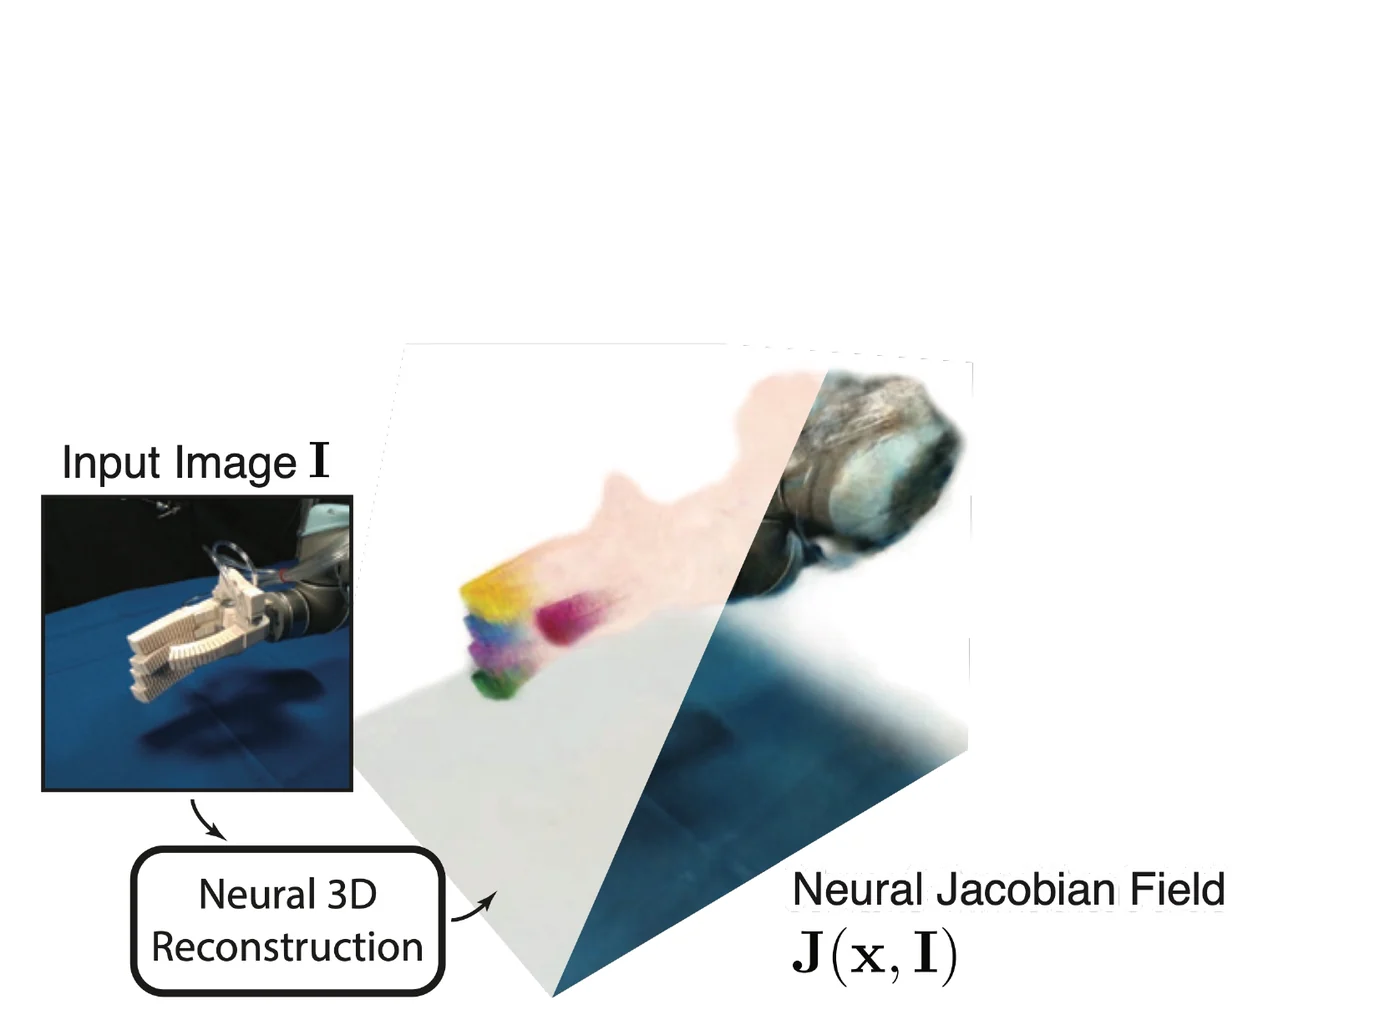 Input Image I
Neural 3D
Reconstruction
Neural Jacobian Field
J(x, I)